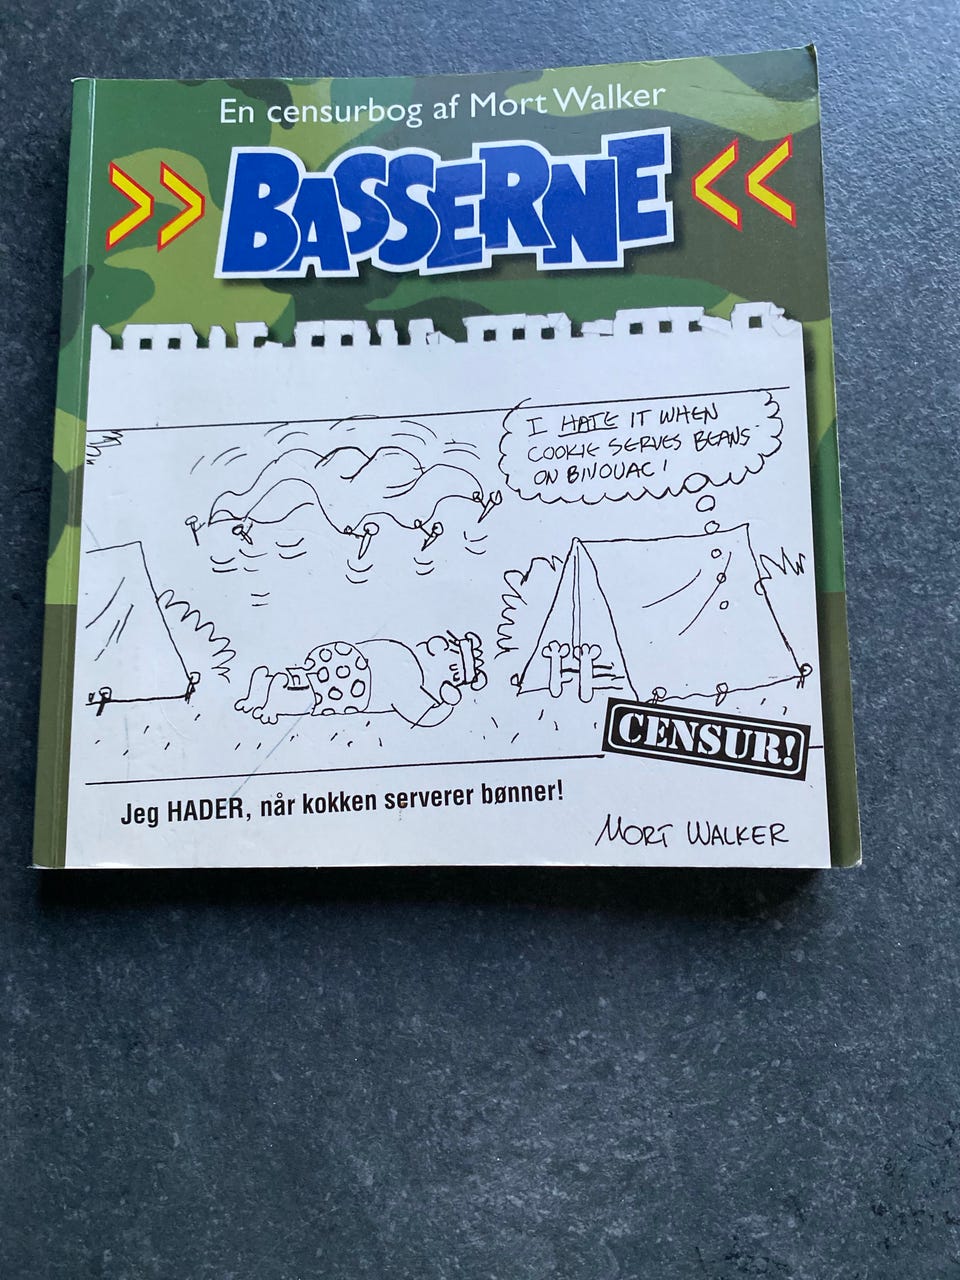 En censurbog af Mort Walker
BASSERNE
I HATE IT WHEN
COOKIE SERVES BEANS
ON BIVOUAC!
CENSUR!
Jeg HADER, når kokken serverer bønner!
MORT WALKER